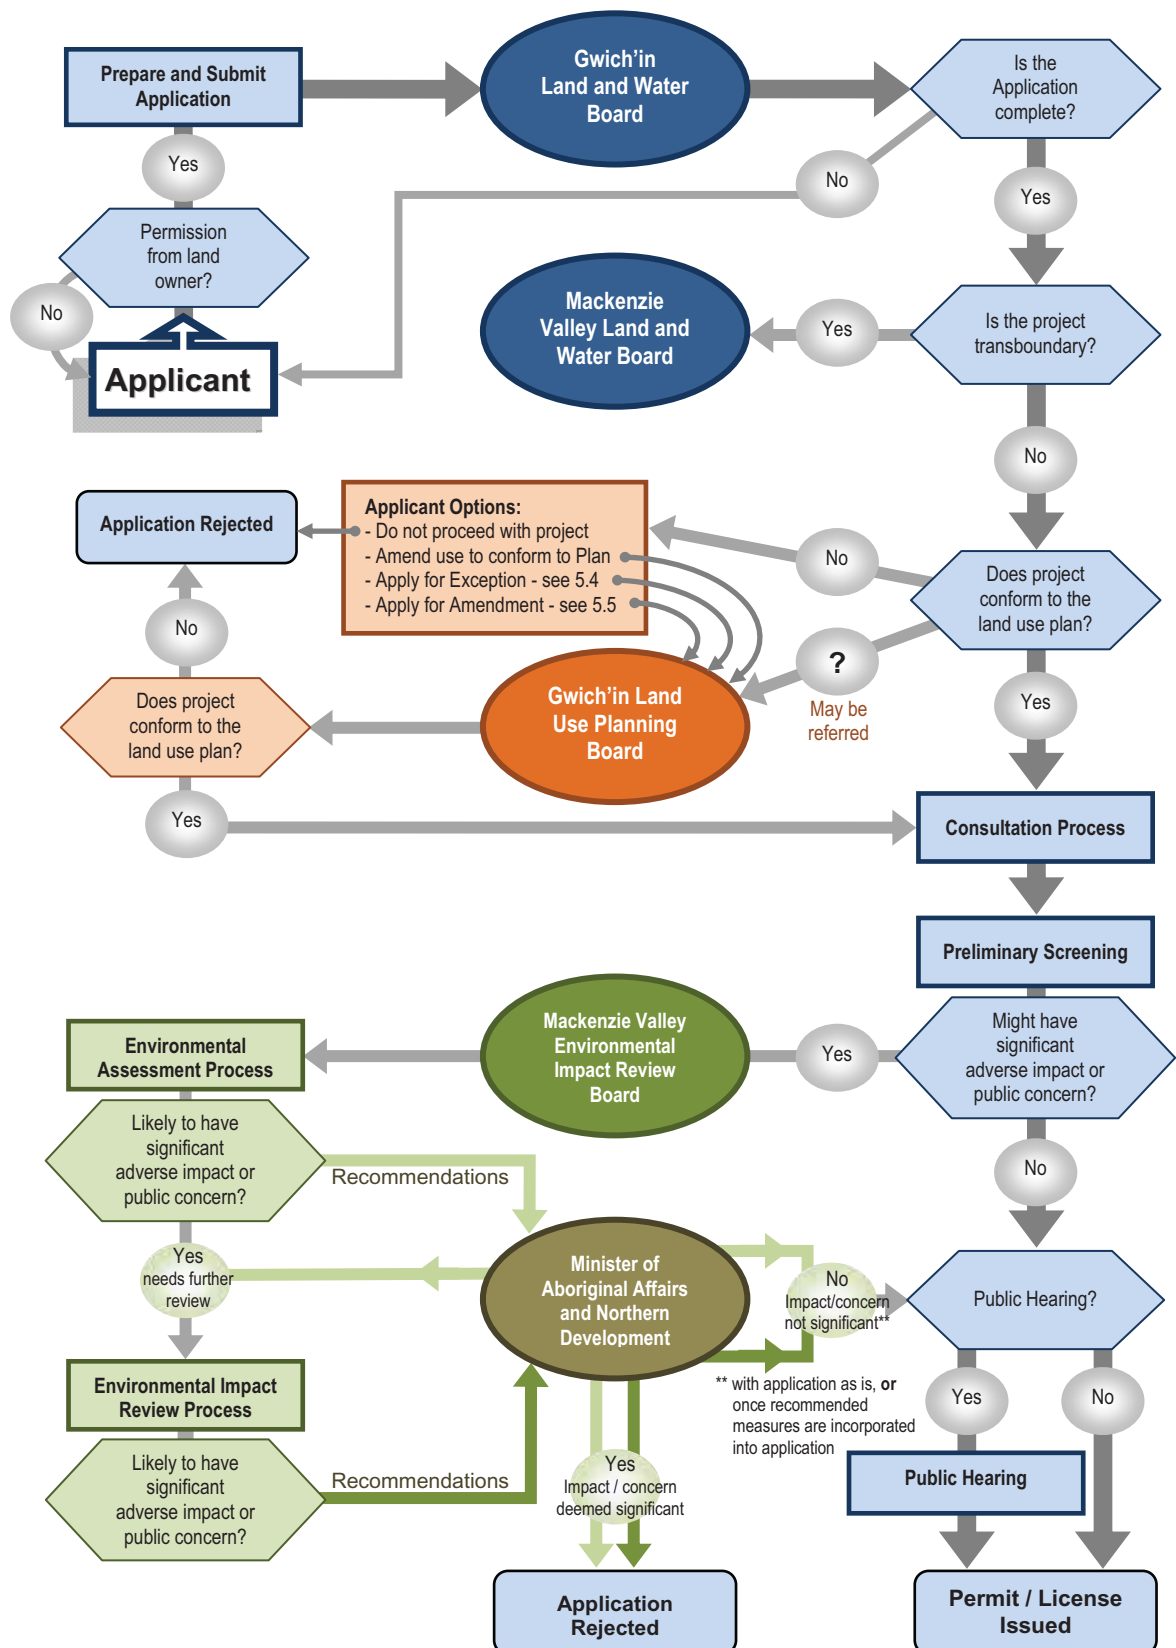 Prepare and Submit
Application
Gwich’in
Land and Water
Board
Is the
Application
complete?
Yes
No
Yes
Permission
from land
owner?
No
Applicant
Mackenzie
Valley Land and
Water Board
Yes
Is the project
transboundary?
No
Application Rejected
Applicant Options:
- Do not proceed with project
- Amend use to conform to Plan
- Apply for Exception - see 5.4
- Apply for Amendment - see 5.5
No
Does project
conform to the
land use plan?
No
?
May be
referred
Does project
conform to the
land use plan?
Gwich’in Land
Use Planning
Board
Yes
Yes
Consultation Process
Preliminary Screening
Environmental
Assessment Process
Mackenzie Valley
Environmental
Impact Review
Board
Yes
Might have
significant
adverse impact or
public concern?
Likely to have
significant
adverse impact or
public concern?
Recommendations
No
Yes
needs further
review
Minister of
Aboriginal Affairs
and Northern
Development
No
Impact/concern
not significant**
Public Hearing?
Environmental Impact
Review Process
** with application as is, or
once recommended
measures are incorporated
into application
Yes
No
Likely to have
significant
adverse impact or
public concern?
Recommendations
Yes
Impact / concern
deemed significant
Public Hearing
Application
Rejected
Permit / License
Issued